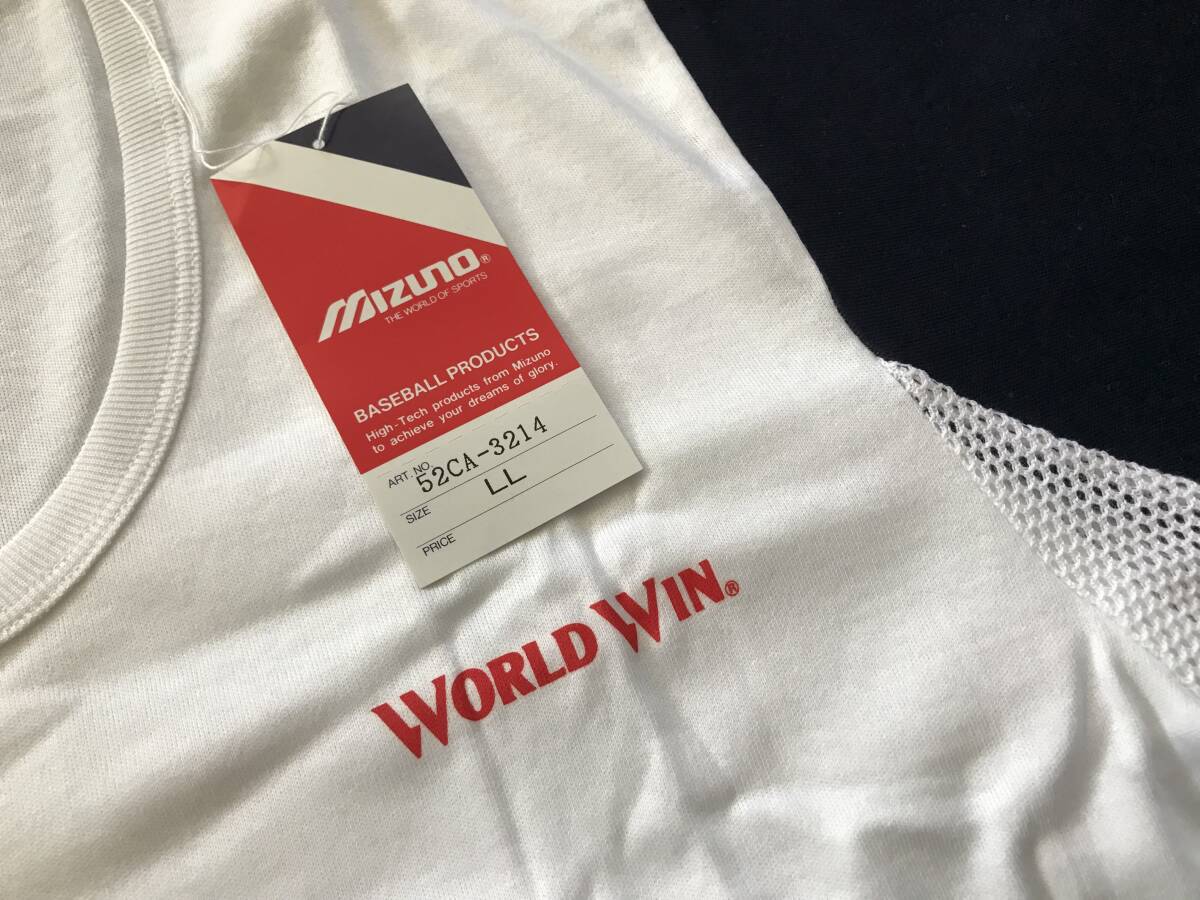 Mizuno®
THE WORLD OF SPORTS
BASEBALL PRODUCTS
High-Tech products from Mizuno
to achieve your dreams of glory.
ART. NO. 52CA-3214
SIZE LL
PRICE
WORLD WIN®